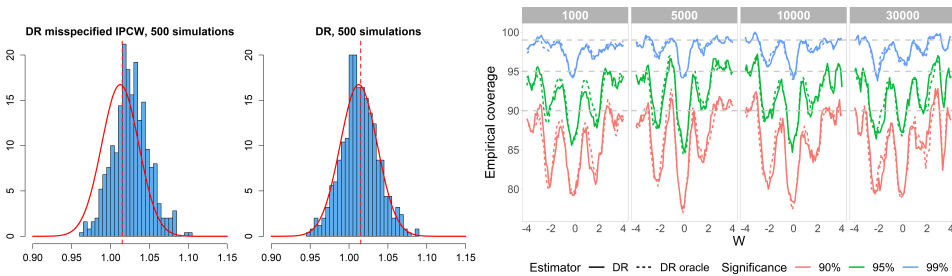 DR misspecified IPCW, 500 simulations
20
15
10
5
0
0.90 0.95 1.00 1.05 1.10 1.15
DR, 500 simulations
20
15
10
5
0
0.90 0.95 1.00 1.05 1.10 1.15
1000 5000 10000 30000
Empirical coverage
100
95
90
85
80
-4 -2 0 2 4 -4 -2 0 2 4 -4 -2 0 2 4 -4 -2 0 2 4
W
Estimator DR DR oracle Significance 90% 95% 99%